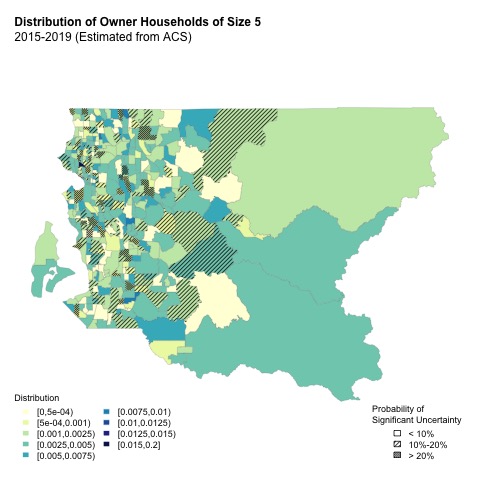 Distribution of Owner Households of Size 5
2015-2019 (Estimated from ACS)
Distribution
[0,5e-04)
[5e-04,0.001)
[0.001,0.0025)
[0.0025,0.005)
[0.005,0.0075)
[0.0075,0.01)
[0.01,0.0125)
[0.0125,0.015)
[0.015,0.2]
Probability of
Significant Uncertainty
< 10%
10%-20%
> 20%